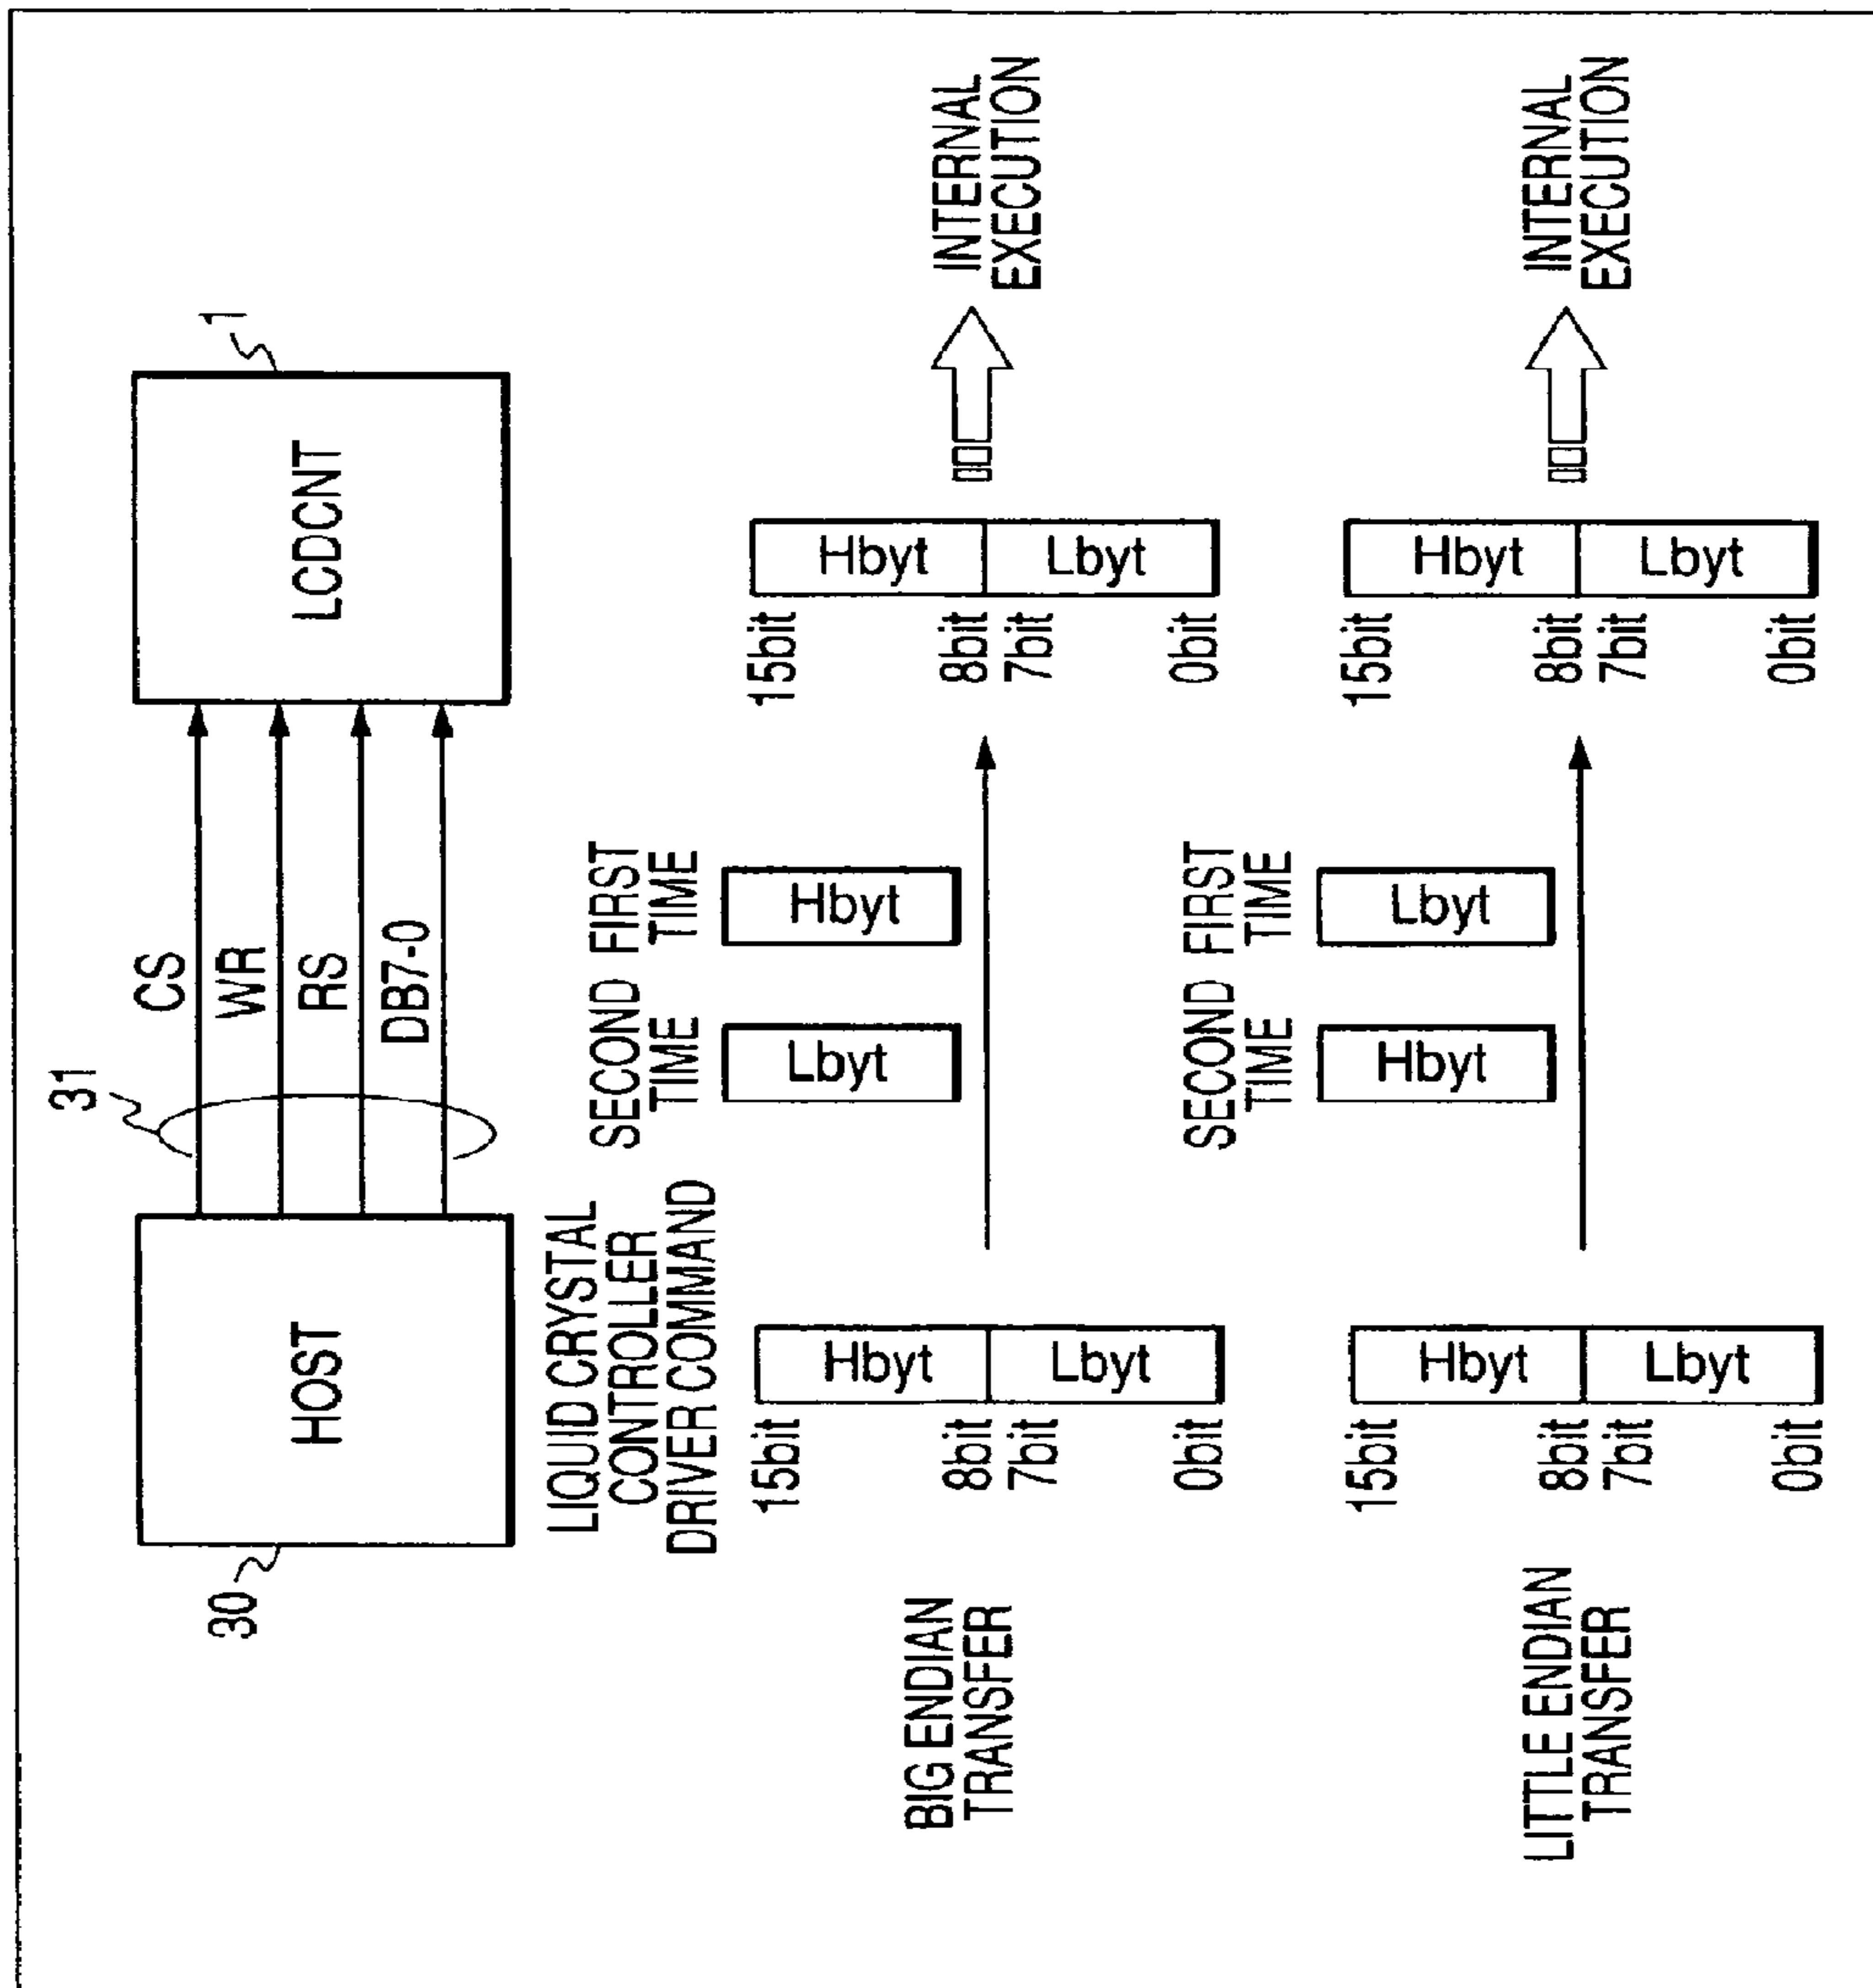 31
30
HOST
CS
WR
RS
DB7-0
LCDCNT
1
LIQUID CRYSTAL
CONTROLLER
DRIVER COMMAND
SECOND
TIME
FIRST
TIME
BIG ENDIAN
TRANSFER
15bit
8bit
7bit
0bit
Hbyt
Lbyt
Lbyt
Hbyt
15bit
8bit
7bit
0bit
Hbyt
Lbyt
INTERNAL
EXECUTION
SECOND
TIME
FIRST
TIME
LITTLE ENDIAN
TRANSFER
15bit
8bit
7bit
0bit
Hbyt
Lbyt
Hbyt
Lbyt
15bit
8bit
7bit
0bit
Hbyt
Lbyt
INTERNAL
EXECUTION